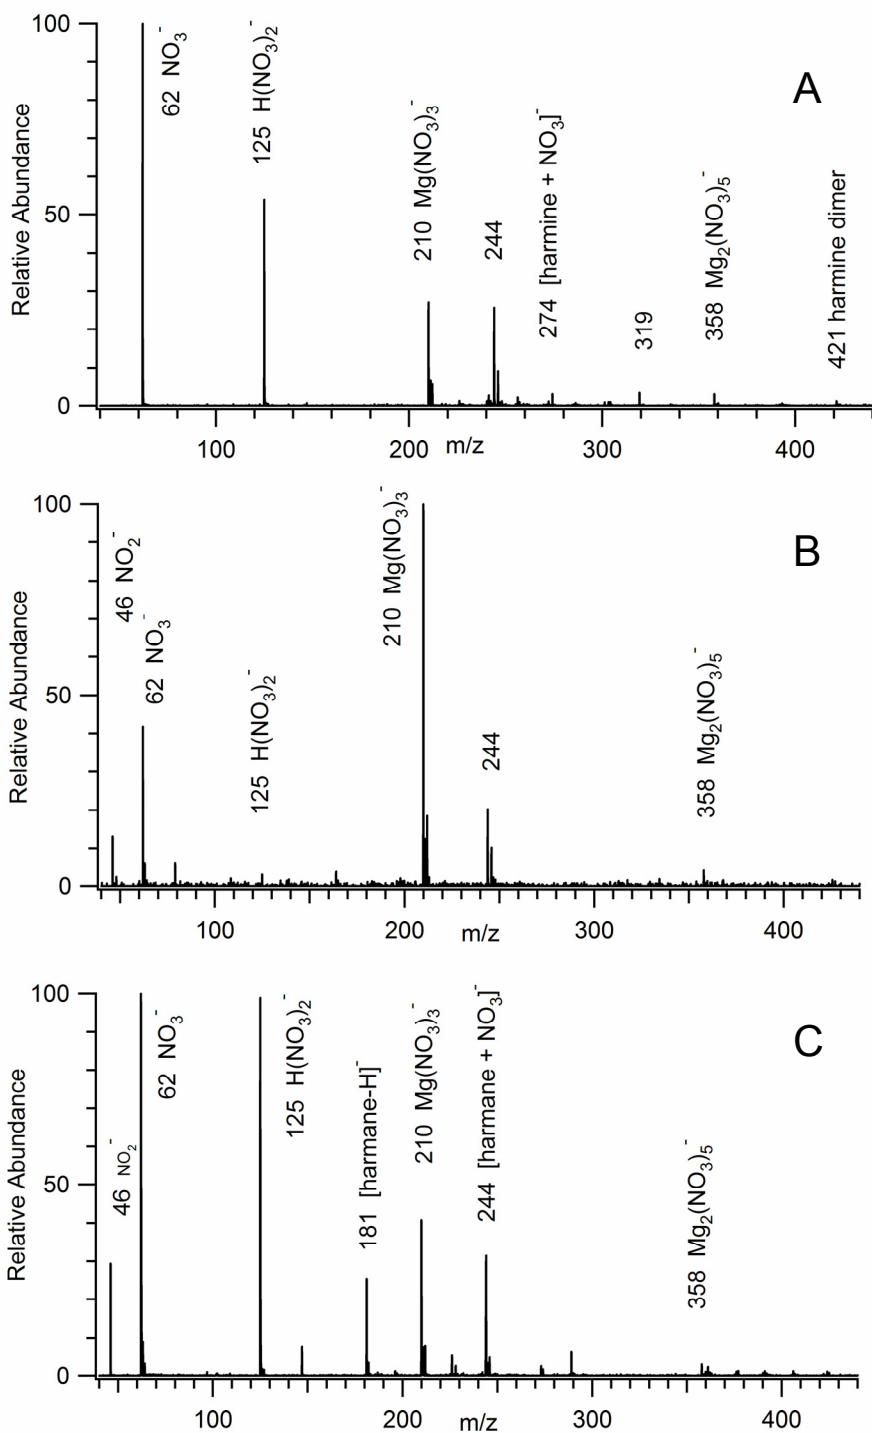 A
Relative Abundance
100
50
0
62 NO₃⁻
125 H(NO₃)₂⁻
210 Mg(NO₃)₃⁻
244
274 [harmine + NO₃]⁻
319
358 Mg₂(NO₃)₅⁻
421 harmine dimer
100
200
300
400
m/z
B
Relative Abundance
100
50
0
46 NO₂⁻
62 NO₃⁻
125 H(NO₃)₂⁻
210 Mg(NO₃)₃⁻
244
358 Mg₂(NO₃)₅⁻
100
200
300
400
m/z
C
Relative Abundance
100
50
0
46 NO₂⁻
62 NO₃⁻
125 H(NO₃)₂⁻
181 [harmane-H]⁻
210 Mg(NO₃)₃⁻
244 [harmane + NO₃]⁻
358 Mg₂(NO₃)₅⁻
100
200
300
400
m/z